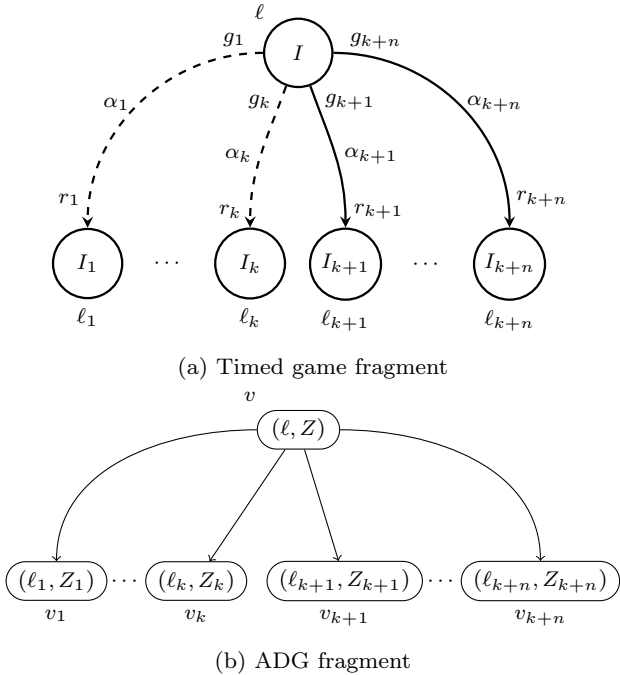 ℓ
g₁ I gₖ₊ₙ
gₖ gₖ₊₁
α₁ αₖ₊ₙ
αₖ αₖ₊₁
r₁ rₖ rₖ₊₁ rₖ₊ₙ
I₁ ··· Iₖ Iₖ₊₁ ··· Iₖ₊ₙ
ℓ₁ ℓₖ ℓₖ₊₁ ℓₖ₊ₙ
(a) Timed game fragment
v
(ℓ, Z)
(ℓ₁, Z₁) ··· (ℓₖ, Zₖ) (ℓₖ₊₁, Zₖ₊₁) ··· (ℓₖ₊ₙ, Zₖ₊ₙ)
v₁ vₖ vₖ₊₁ vₖ₊ₙ
(b) ADG fragment